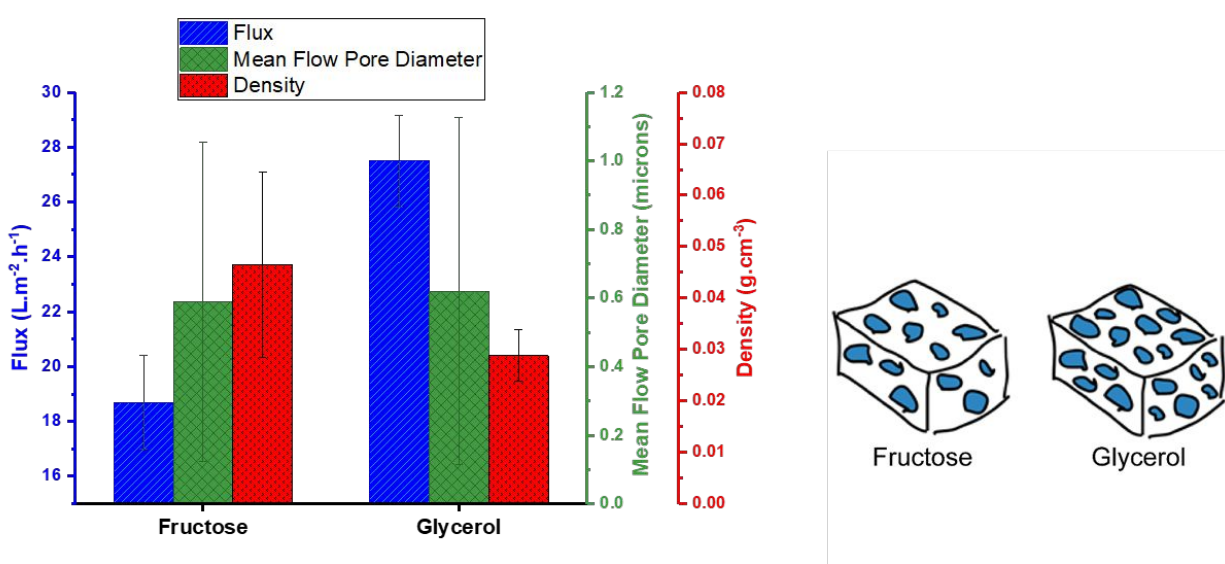 Flux
Mean Flow Pore Diameter
Density
30
28
26
24
22
20
18
16
Flux (L.m⁻².h⁻¹)
1.2
1.0
0.8
0.6
0.4
0.2
0.0
Mean Flow Pore Diameter (microns)
0.08
0.07
0.06
0.05
0.04
0.03
0.02
0.01
0.00
Density (g.cm⁻³)
Fructose
Glycerol
Fructose
Glycerol